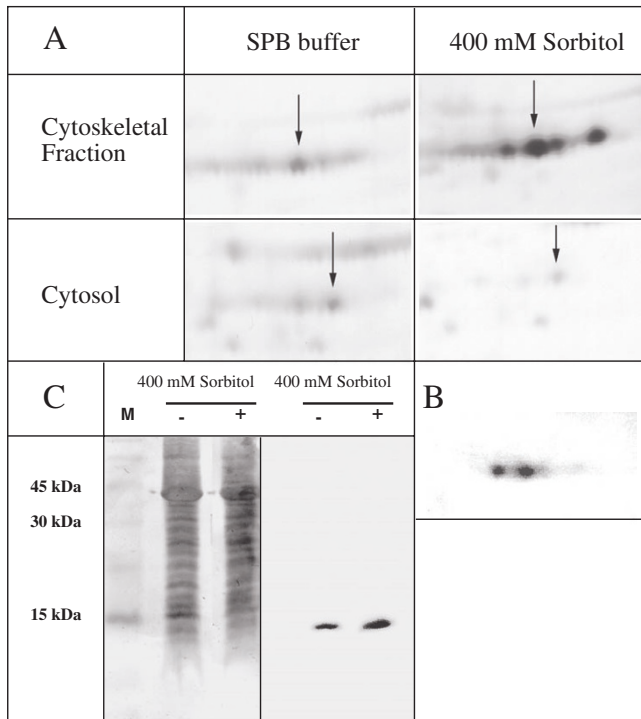 A
SPB buffer
400 mM Sorbitol
Cytoskeletal
Fraction
Cytosol
C
400 mM Sorbitol
400 mM Sorbitol
M - + - +
B
45 kDa
30 kDa
15 kDa